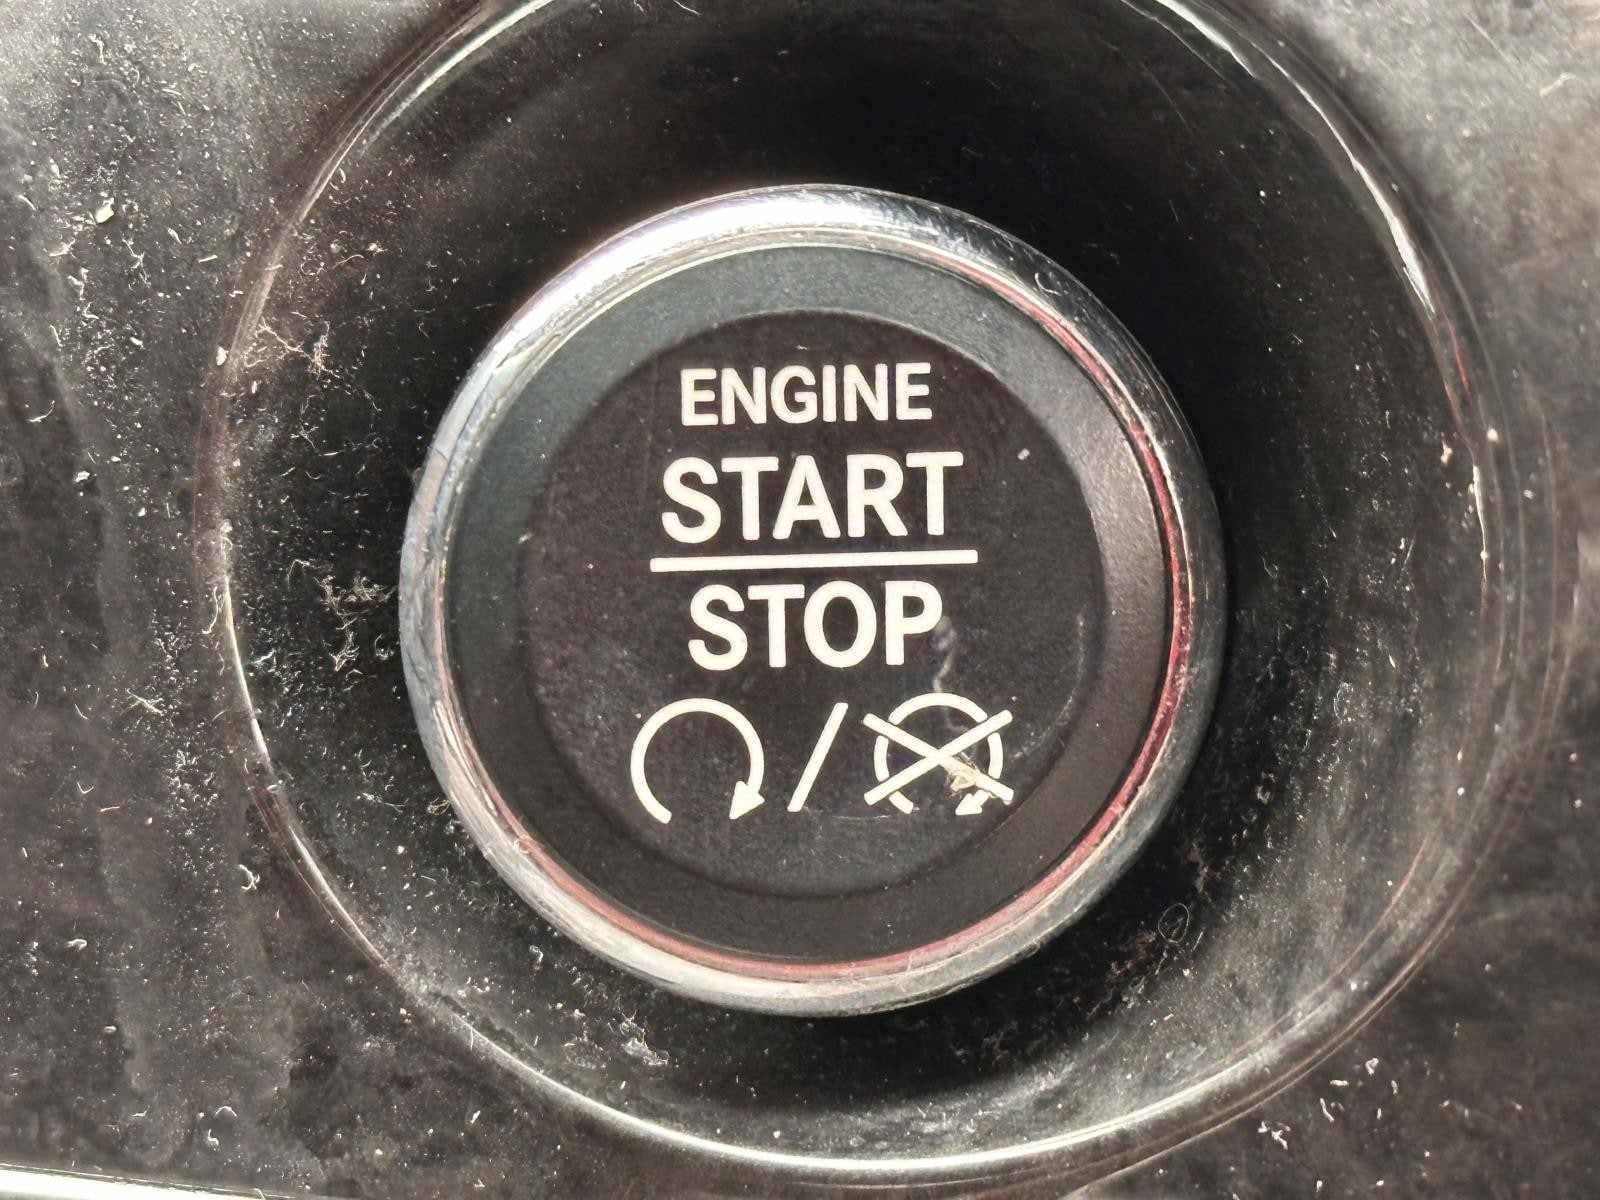 ENGINE
START
STOP
/